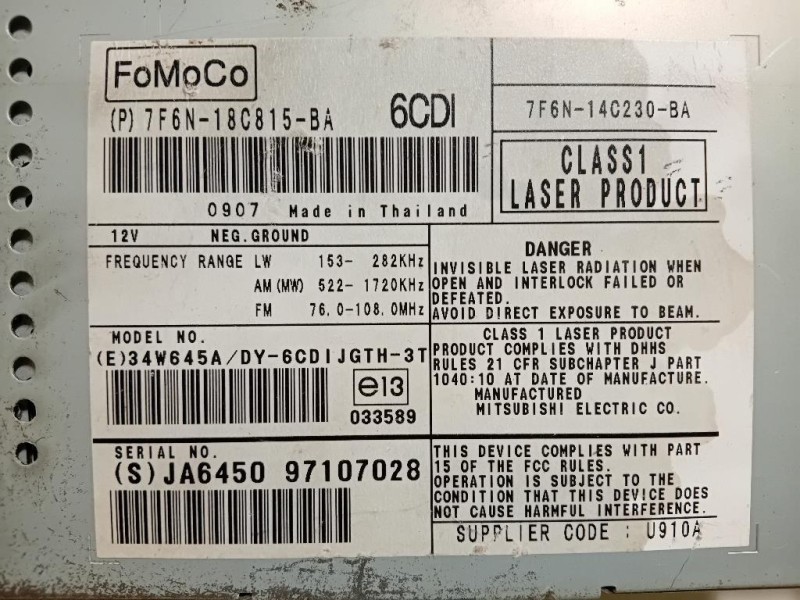 FoMoCo
(P) 7F6N-18C815-BA 6CDI
7F6N-14C230-BA
CLASS1
LASER PRODUCT
0907 Made in Thailand
12V NEG.GROUND
FREQUENCY RANGE LW 153- 282KHz
AM (MW) 522-1720KHz
FM 76.0-108.0MHz
DANGER
INVISIBLE LASER RADIATION WHEN
OPEN AND INTERLOCK FAILED OR
DEFEATED.
AVOID DIRECT EXPOSURE TO BEAM.
MODEL NO.
(E)34W645A/DY-6CDIJGTH-3T
e13
033589
CLASS 1 LASER PRODUCT
PRODUCT COMPLIES WITH DHHS
RULES 21 CFR SUBCHAPTER J PART
1040:10 AT DATE OF MANUFACTURE.
MANUFACTURED
MITSUBISHI ELECTRIC CO.
SERIAL NO.
(S)JA6450 97107028
THIS DEVICE COMPLIES WITH PART
15 OF THE FCC RULES.
OPERATION IS SUBJECT TO THE
CONDITION THAT THIS DEVICE DOES
NOT CAUSE HARMFUL INTERFERENCE.
SUPPLIER CODE : U910A